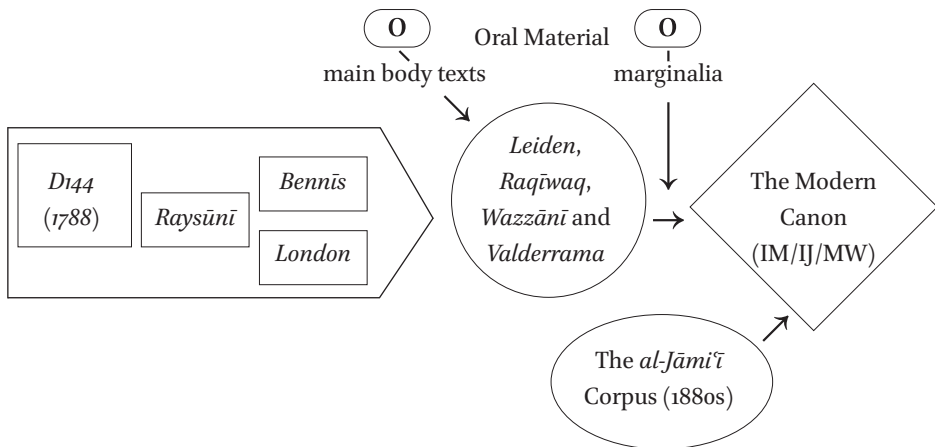 O
O
Oral Material
main body texts
marginalia
D144
(1788)
Raysūnī
Bennīs
London
Leiden,
Raqīwaq,
Wazzānī and
Valderrama
The Modern
Canon
(IM/IJ/MW)
The al-Jāmiʿī
Corpus (1880s)